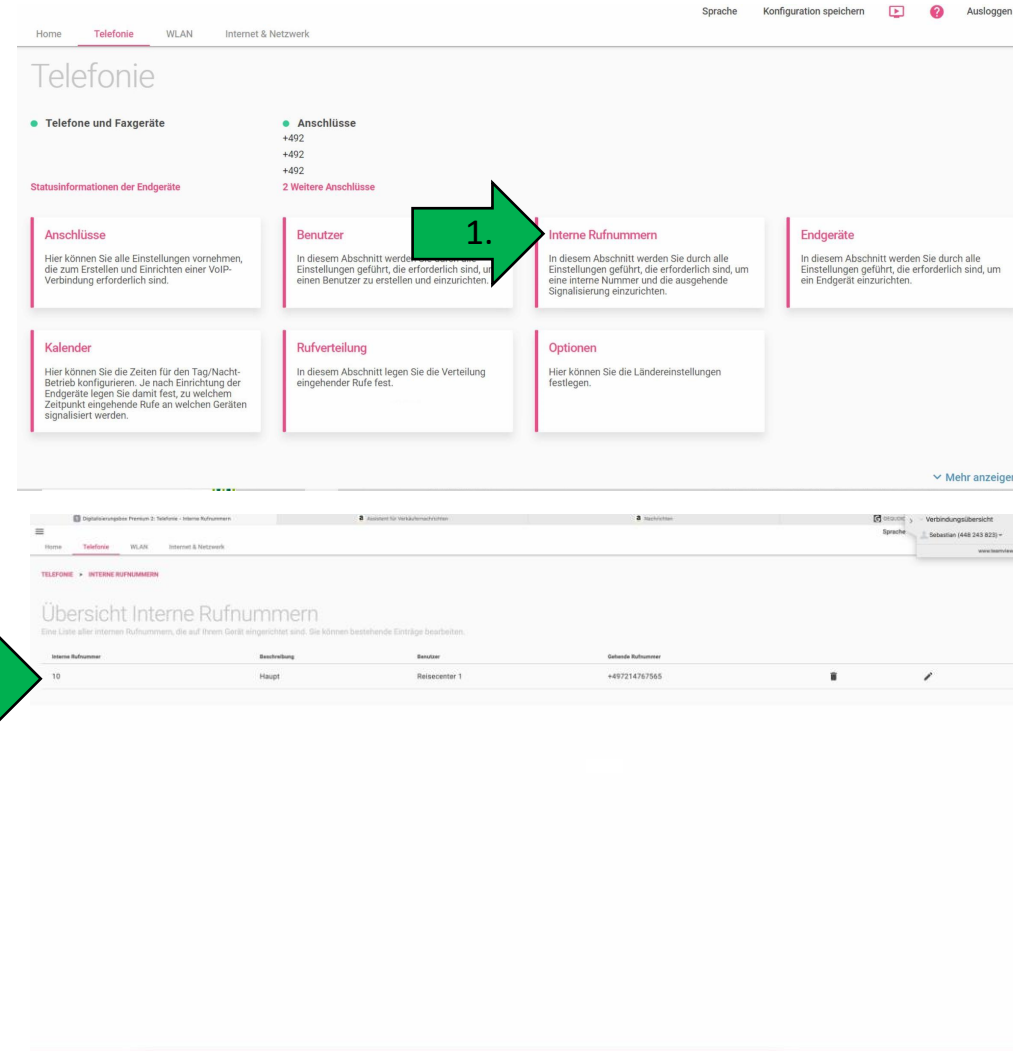 Sprache Konfiguration speichern ? Ausloggen
Home Telefonie WLAN Internet & Netzwerk
Telefonie
Telefone und Faxgeräte
Statusinformationen der Endgeräte
Anschlüsse
+492
+492
+492
2 Weitere Anschlüsse
1.
Anschlüsse
Hier können Sie alle Einstellungen vornehmen,
die zum Erstellen und Einrichten einer VoIP-
Verbindung erforderlich sind.
Benutzer
In diesem Abschnitt werden Sie durch alle
Einstellungen geführt, die erforderlich sind, um
einen Benutzer zu erstellen und einzurichten.
Interne Rufnummern
In diesem Abschnitt werden Sie durch alle
Einstellungen geführt, die erforderlich sind, um
eine interne Nummer und die ausgehende
Signalisierung einzurichten.
Endgeräte
In diesem Abschnitt werden Sie durch alle
Einstellungen geführt, die erforderlich sind, um
ein Endgerät einzurichten.
Kalender
Hier können Sie die Zeiten für den Tag/Nacht-
Betrieb konfigurieren. Je nach Einrichtung der
Endgeräte legen Sie damit fest, zu welchem
Zeitpunkt eingehende Rufe an welchen Geräten
signalisiert werden.
Rufverteilung
In diesem Abschnitt legen Sie die Verteilung
eingehender Rufe fest.
Optionen
Hier können Sie die Ländereinstellungen
festlegen.
Mehr anzeigen
Digitalisierungsbox Premium 2: Telefonie - Interne Rufnummern
Assistent für Verkäufernachrichten
Nachrichten
Verbindungsübersicht
Sprache
Sebastian (448 243 823)
Home Telefonie WLAN Internet & Netzwerk
TELEFONIE ▸ INTERNE RUFNUMMERN
Übersicht Interne Rufnummern
Eine Liste aller internen Rufnummern, die auf Ihrem Gerät eingerichtet sind. Sie können bestehende Einträge bearbeiten.
Interne Rufnummer Beschreibung Benutzer Gehende Rufnummer
10 Haupt Reisecenter 1 +497214767565